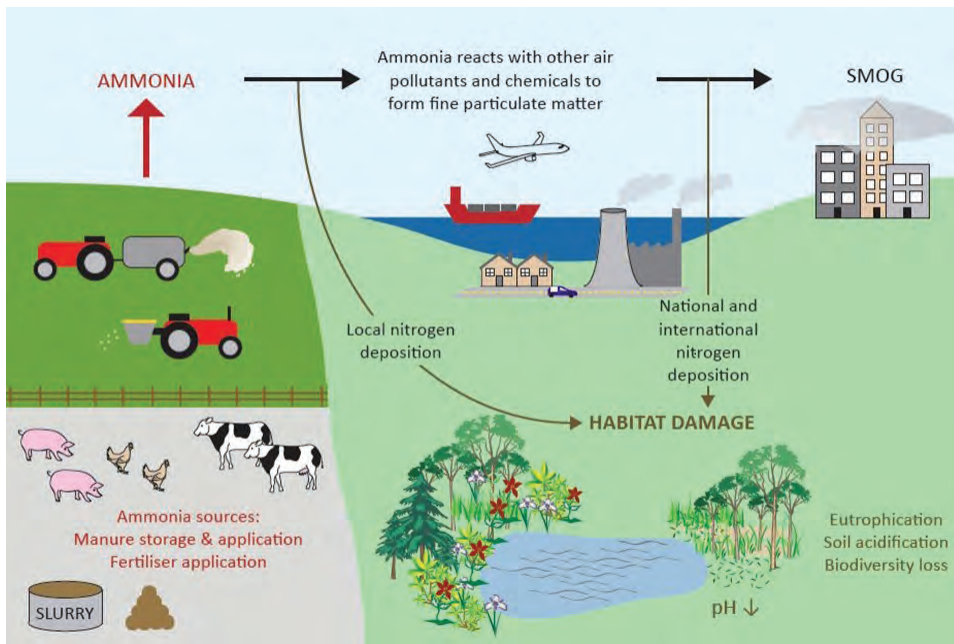 AMMONIA
Ammonia reacts with other air
pollutants and chemicals to
form fine particulate matter
SMOG
Local nitrogen
deposition
National and
international
nitrogen
deposition
HABITAT DAMAGE
Ammonia sources:
Manure storage & application
Fertiliser application
SLURRY
Eutrophication
Soil acidification
Biodiversity loss
pH ↓